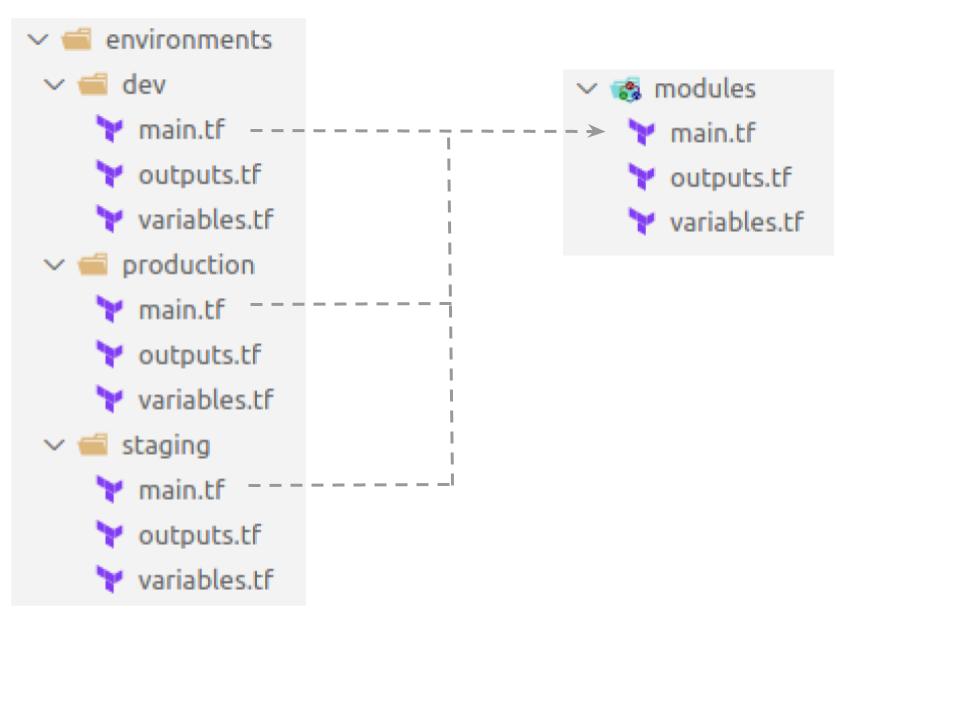 environments
dev
main.tf
outputs.tf
variables.tf
production
main.tf
outputs.tf
variables.tf
staging
main.tf
outputs.tf
variables.tf
modules
main.tf
outputs.tf
variables.tf